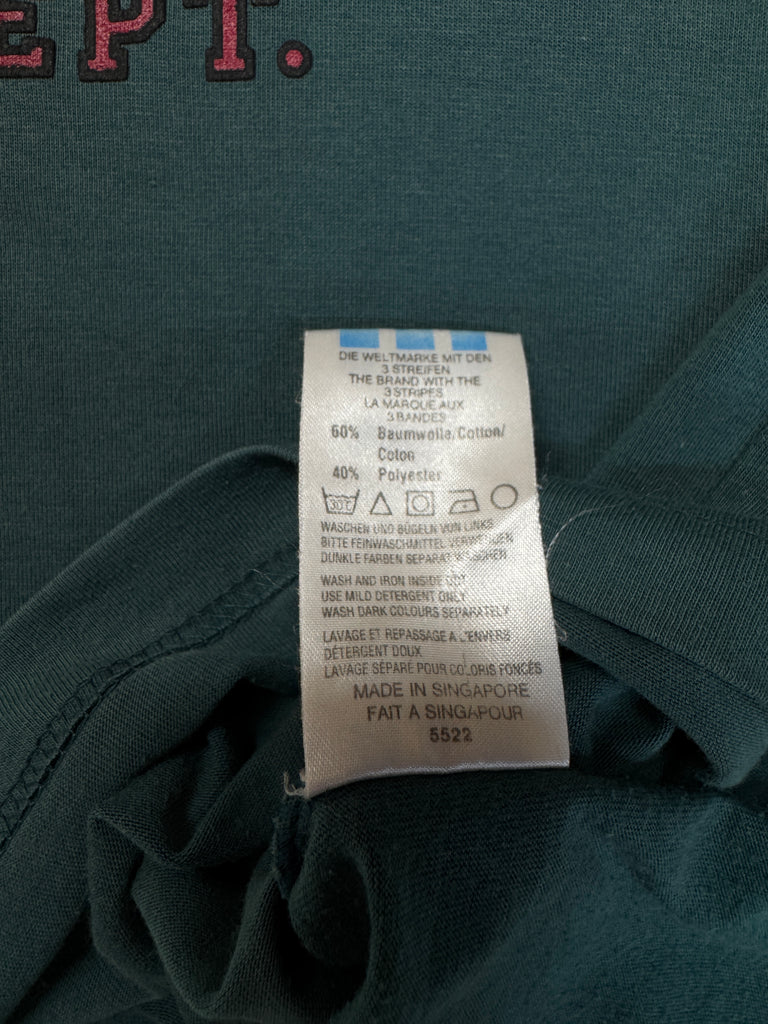 EPT.
DIE WELTMARKE MIT DEN
3 STREIFEN
THE BRAND WITH THE
3 STRIPES
LA MARQUE AUX
3 BANDES
60% Baumwolle/Cotton/
Coton
40% Polyester
30°C
WASCHEN UND BÜGELN VON LINKS
BITTE FEINWASCHMITTEL VERWENDEN
DUNKLE FARBEN SEPARAT WASCHEN
WASH AND IRON INSIDE OUT
USE MILD DETERGENT ONLY
WASH DARK COLOURS SEPARATELY
LAVAGE ET REPASSAGE A L'ENVERS
DÉTERGENT DOUX
LAVAGE SÉPARÉ POUR COLORIS FONCÉS
MADE IN SINGAPORE
FAIT A SINGAPOUR
5522